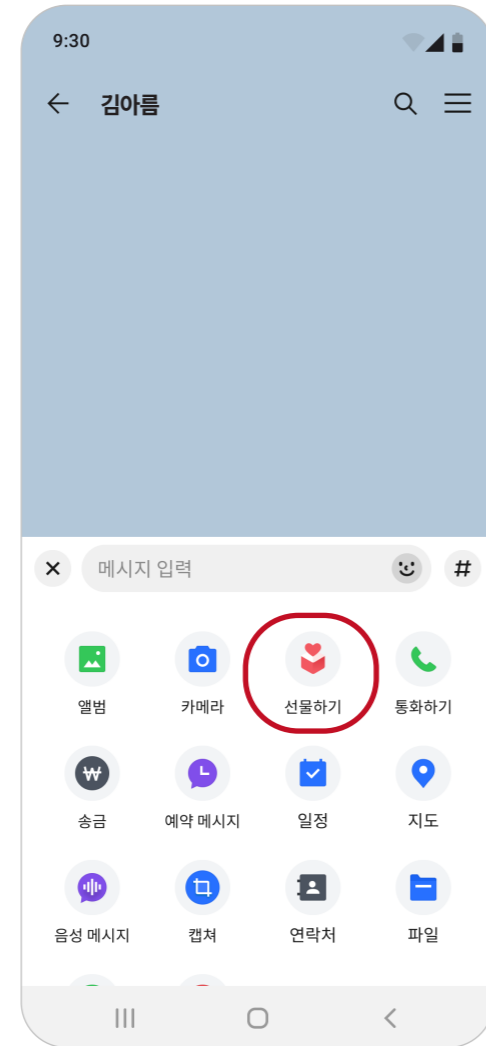 9:30
김아름
메시지 입력
#
앨범 카메라 선물하기 통화하기
송금 예약 메시지 일정 지도
음성 메시지 캡쳐 연락처 파일